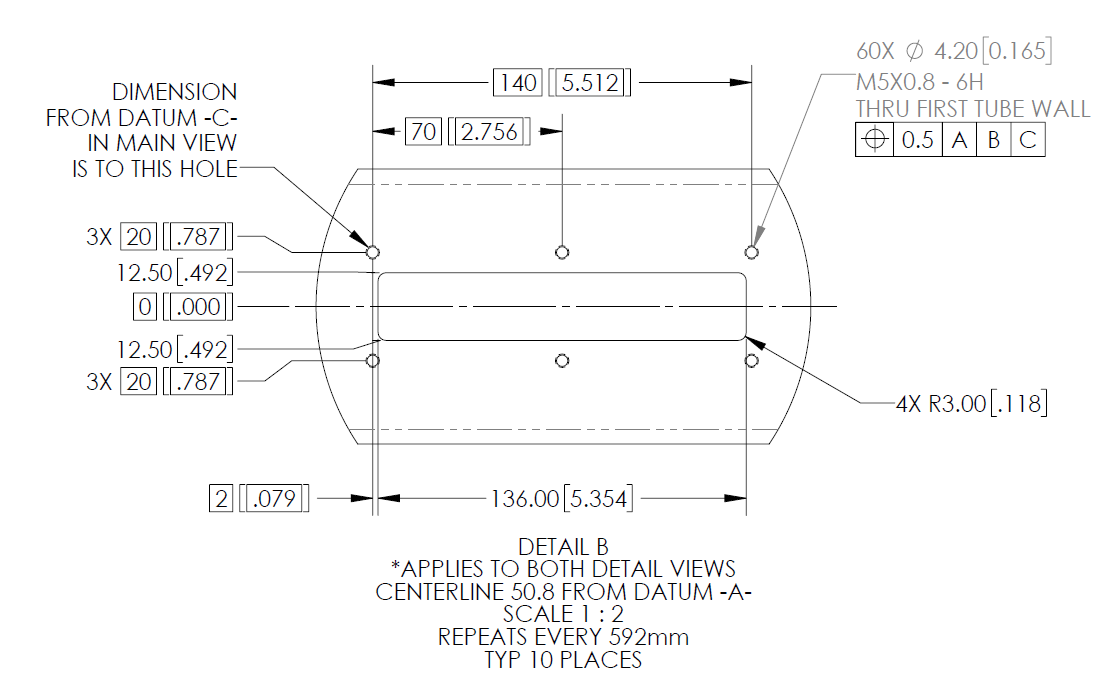 60X Ø 4.20[0.165]
M5X0.8 - 6H
THRU FIRST TUBE WALL
⌖ 0.5 A B C
140 [5.512]
70 [2.756]
DIMENSION
FROM DATUM -C-
IN MAIN VIEW
IS TO THIS HOLE
3X 20 [.787]
12.50[.492]
0 [.000]
12.50[.492]
3X 20 [.787]
4X R3.00[.118]
2 [.079]
136.00[5.354]
DETAIL B
*APPLIES TO BOTH DETAIL VIEWS
CENTERLINE 50.8 FROM DATUM -A-
SCALE 1 : 2
REPEATS EVERY 592mm
TYP 10 PLACES